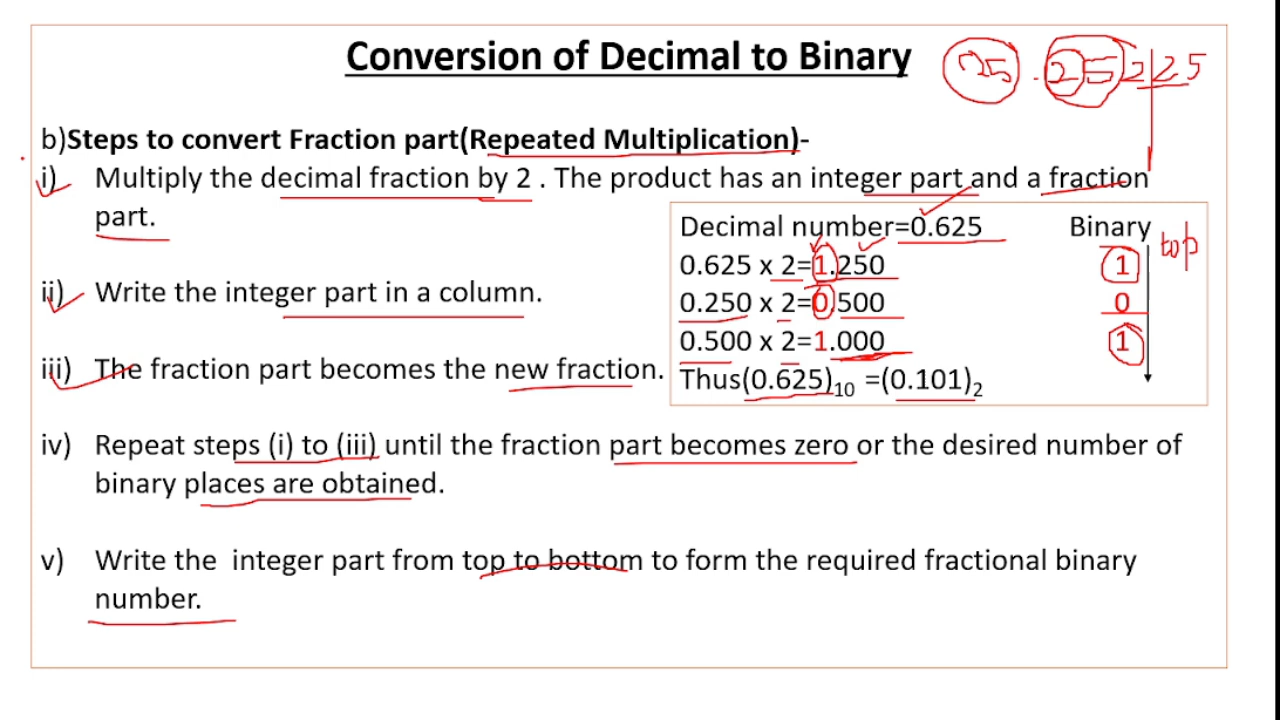 Conversion of Decimal to Binary
25 . 25 2 25
b)Steps to convert Fraction part(Repeated Multiplication)-
i) Multiply the decimal fraction by 2 . The product has an integer part and a fraction
part.
Decimal number=0.625 Binary
top
0.625 x 2=1.250 1
ii) Write the integer part in a column.
0.250 x 2=0.500 0
0.500 x 2=1.000 1
iii) The fraction part becomes the new fraction.
Thus(0.625)10 =(0.101)2
iv) Repeat steps (i) to (iii) until the fraction part becomes zero or the desired number of
binary places are obtained.
v) Write the  integer part from top to bottom to form the required fractional binary
number.